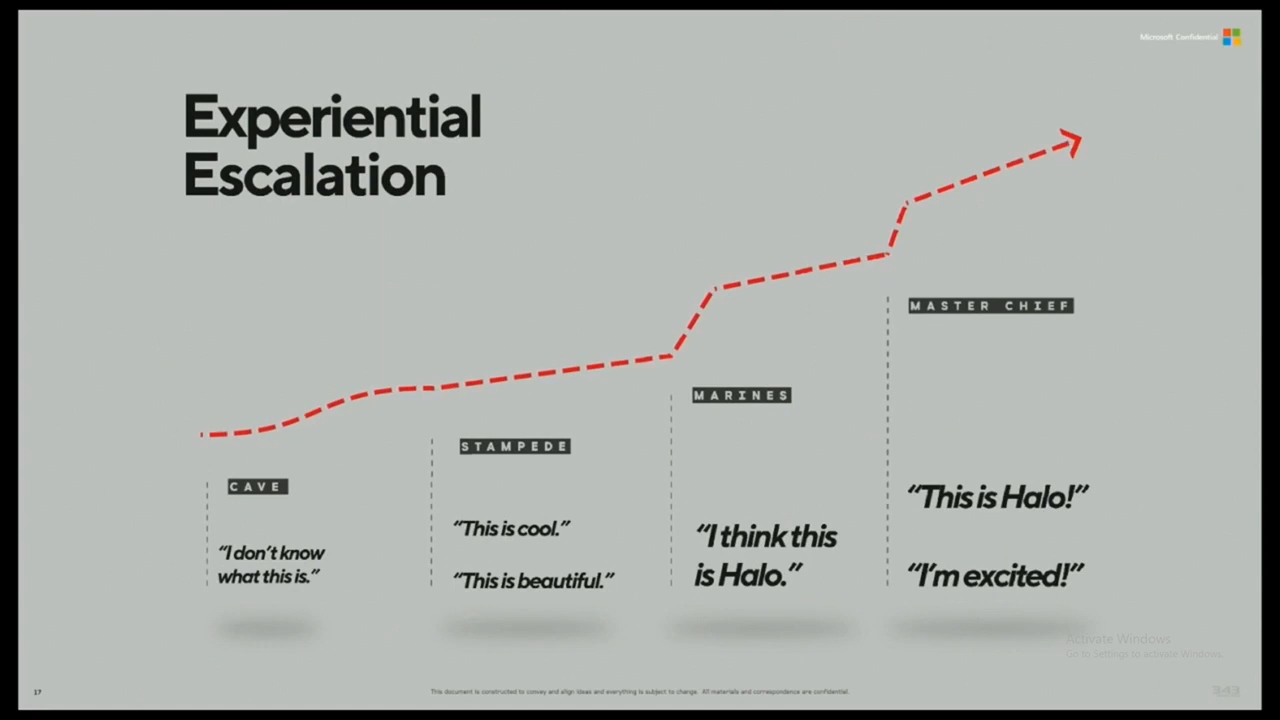 Microsoft Confidential
Experiential
Escalation
MASTER CHIEF
MARINES
STAMPEDE
CAVE
“I don’t know
what this is.”
“This is cool.”
“This is beautiful.”
“I think this
is Halo.”
“This is Halo!”
“I’m excited!”
Activate Windows
Go to Settings to activate Windows.
17
This document is constructed to convey and align ideas and everything is subject to change. All materials and correspondence are confidential.
343